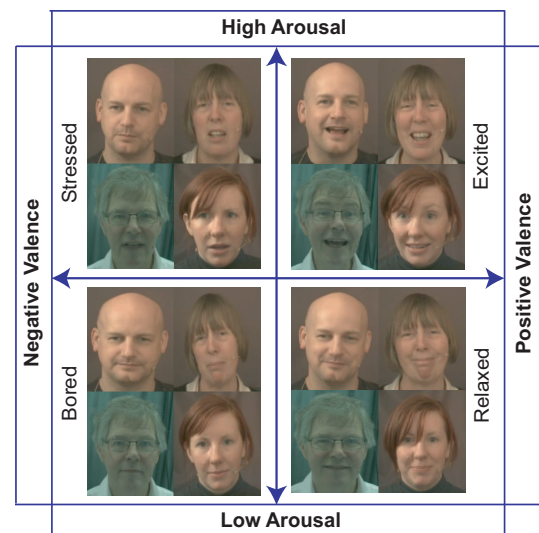 High Arousal
Stressed
Excited
Negative Valence
Positive Valence
Bored
Relaxed
Low Arousal